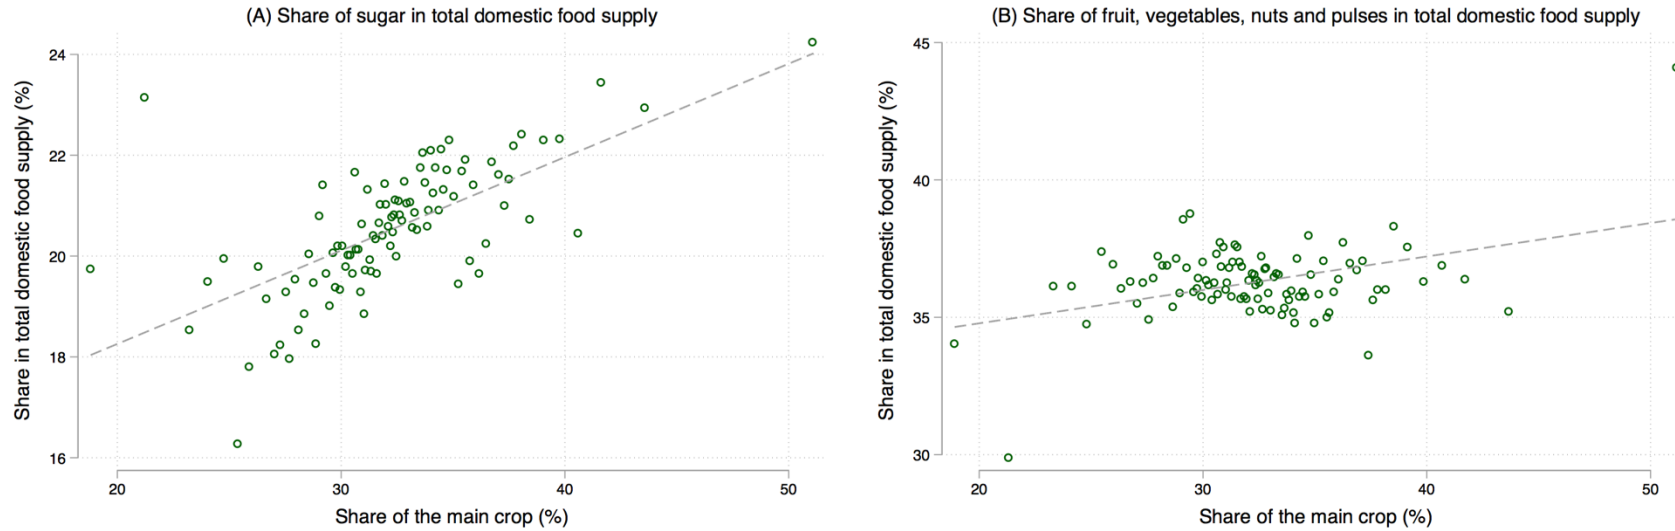 (A) Share of sugar in total domestic food supply
Share in total domestic food supply (%)
24
22
20
18
16
20 30 40 50
Share of the main crop (%)
(B) Share of fruit, vegetables, nuts and pulses in total domestic food supply
Share in total domestic food supply (%)
45
40
35
30
20 30 40 50
Share of the main crop (%)